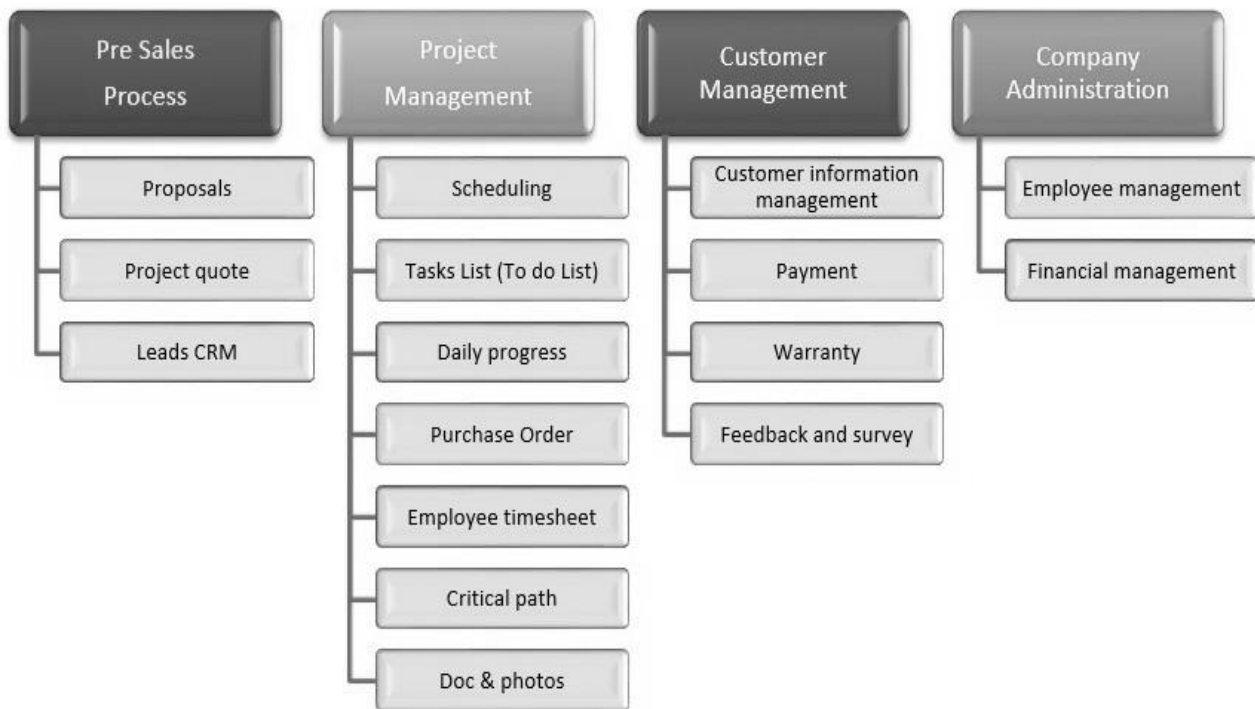 Pre Sales
Process
Proposals
Project quote
Leads CRM
Project
Management
Scheduling
Tasks List (To do List)
Daily progress
Purchase Order
Employee timesheet
Critical path
Doc & photos
Customer
Management
Customer information
management
Payment
Warranty
Feedback and survey
Company
Administration
Employee management
Financial management